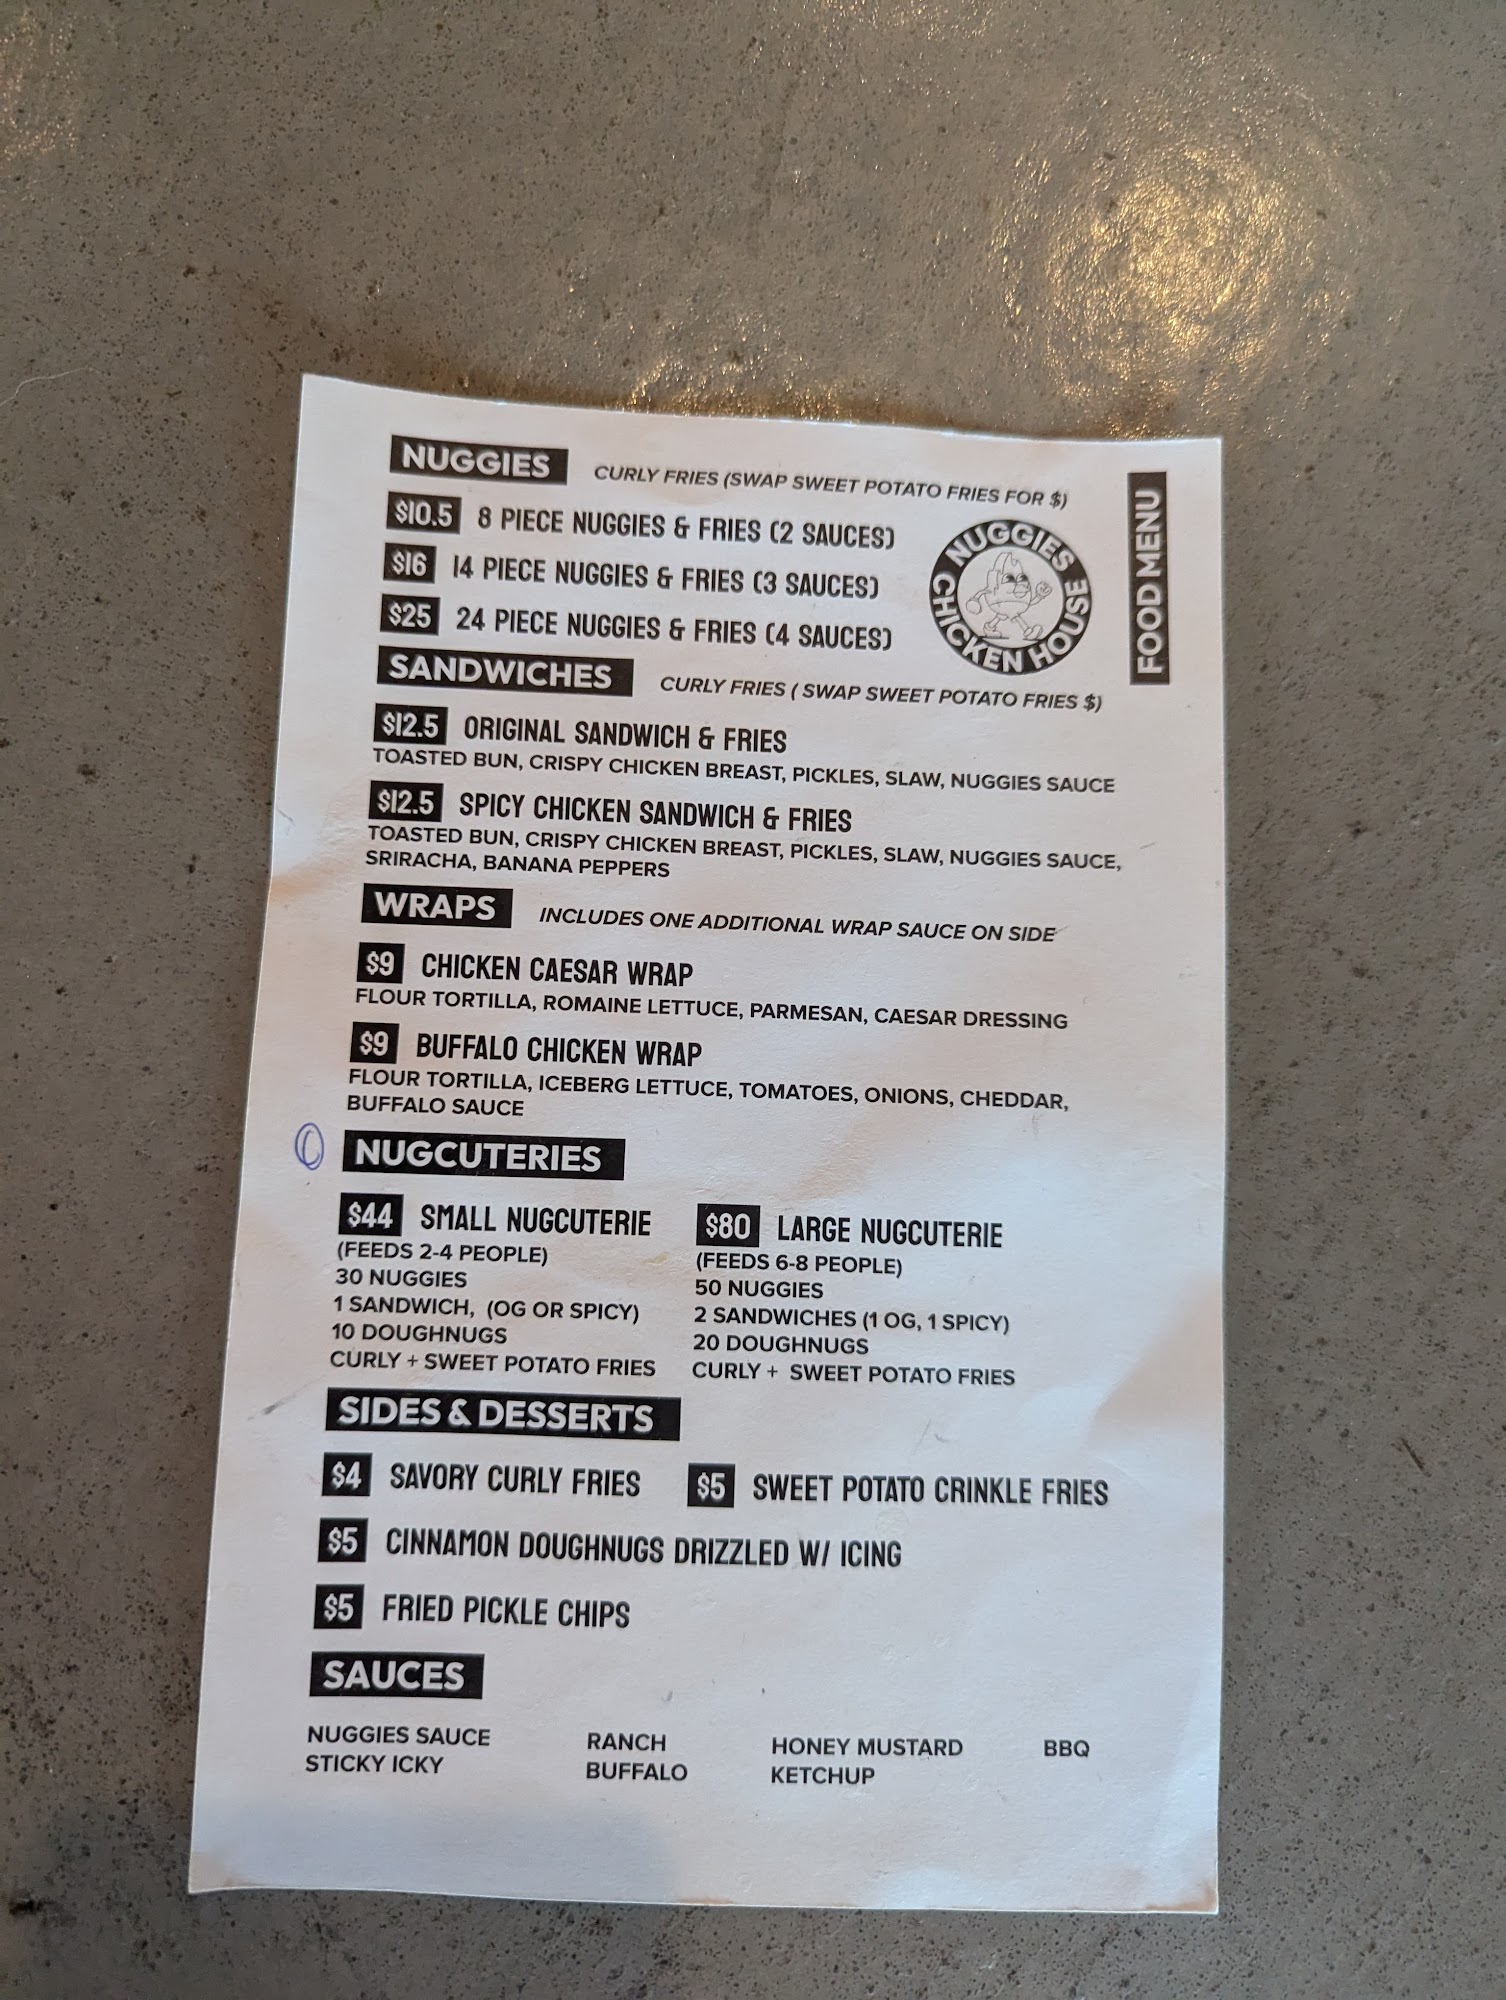 NUGGIES CURLY FRIES (SWAP SWEET POTATO FRIES FOR $)
$10.5 8 PIECE NUGGIES & FRIES (2 SAUCES)
$16 14 PIECE NUGGIES & FRIES (3 SAUCES)
$25 24 PIECE NUGGIES & FRIES (4 SAUCES)
NUGGIES CHICKEN HOUSE
FOOD MENU
SANDWICHES CURLY FRIES ( SWAP SWEET POTATO FRIES $)
$12.5 ORIGINAL SANDWICH & FRIES
TOASTED BUN, CRISPY CHICKEN BREAST, PICKLES, SLAW, NUGGIES SAUCE
$12.5 SPICY CHICKEN SANDWICH & FRIES
TOASTED BUN, CRISPY CHICKEN BREAST, PICKLES, SLAW, NUGGIES SAUCE,
SRIRACHA, BANANA PEPPERS
WRAPS INCLUDES ONE ADDITIONAL WRAP SAUCE ON SIDE
$9 CHICKEN CAESAR WRAP
FLOUR TORTILLA, ROMAINE LETTUCE, PARMESAN, CAESAR DRESSING
$9 BUFFALO CHICKEN WRAP
FLOUR TORTILLA, ICEBERG LETTUCE, TOMATOES, ONIONS, CHEDDAR,
BUFFALO SAUCE
NUGCUTERIES
$44 SMALL NUGCUTERIE
(FEEDS 2-4 PEOPLE)
30 NUGGIES
1 SANDWICH, (OG OR SPICY)
10 DOUGHNUGS
CURLY + SWEET POTATO FRIES
$80 LARGE NUGCUTERIE
(FEEDS 6-8 PEOPLE)
50 NUGGIES
2 SANDWICHES (1 OG, 1 SPICY)
20 DOUGHNUGS
CURLY + SWEET POTATO FRIES
SIDES & DESSERTS
$4 SAVORY CURLY FRIES $5 SWEET POTATO CRINKLE FRIES
$5 CINNAMON DOUGHNUGS DRIZZLED W/ ICING
$5 FRIED PICKLE CHIPS
SAUCES
NUGGIES SAUCE RANCH HONEY MUSTARD BBQ
STICKY ICKY BUFFALO KETCHUP